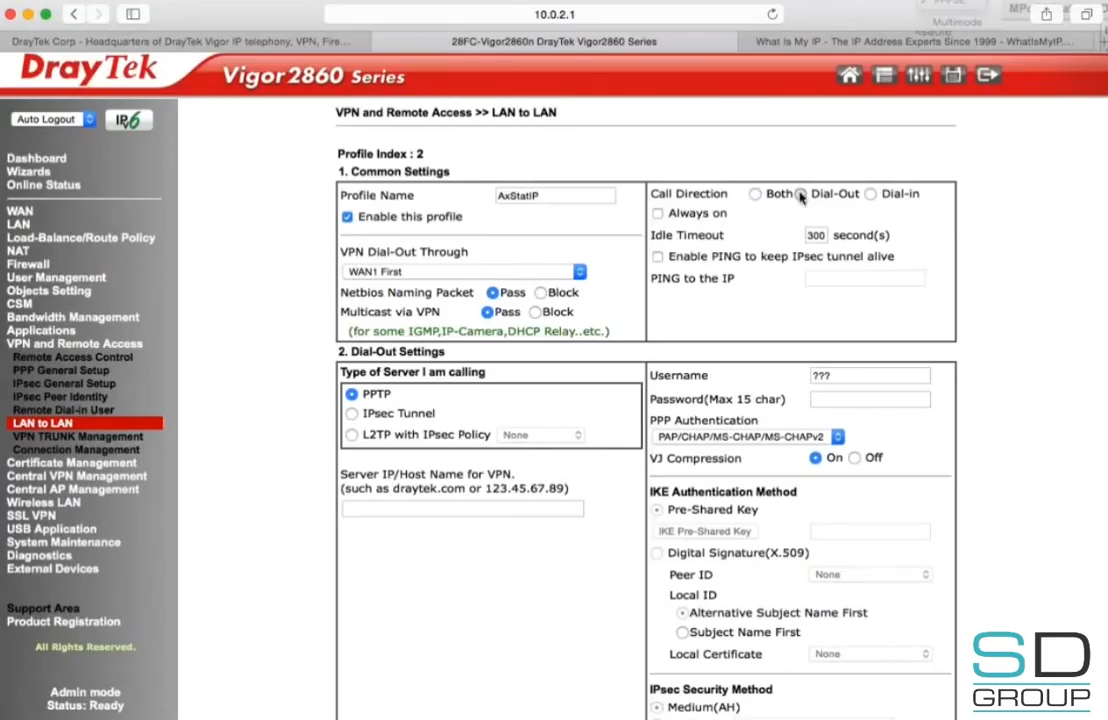 PPPoE
Multimode
MPo
10.0.2.1
DrayTek Corp - Headquarters of DrayTek Vigor IP telephony, VPN, Fire...
28FC-Vigor2860n DrayTek Vigor2860 Series
What Is My IP - The IP Address Experts Since 1999 - WhatIsMyIP....
DrayTek
Vigor2860 Series
Auto Logout
IPv6
Dashboard
Wizards
Online Status
WAN
LAN
Load-Balance/Route Policy
NAT
Firewall
User Management
Objects Setting
CSM
Bandwidth Management
Applications
VPN and Remote Access
Remote Access Control
PPP General Setup
IPsec General Setup
IPsec Peer Identity
Remote Dial-in User
LAN to LAN
VPN TRUNK Management
Connection Management
Certificate Management
Central VPN Management
Central AP Management
Wireless LAN
SSL VPN
USB Application
System Maintenance
Diagnostics
External Devices
Support Area
Product Registration
All Rights Reserved.
Admin mode
Status: Ready
VPN and Remote Access >> LAN to LAN
Profile Index : 2
1. Common Settings
Profile Name AxStatIP
Enable this profile
VPN Dial-Out Through
WAN1 First
Netbios Naming Packet Pass Block
Multicast via VPN Pass Block
(for some IGMP,IP-Camera,DHCP Relay..etc.)
Call Direction Both Dial-Out Dial-in
Always on
Idle Timeout 300 second(s)
Enable PING to keep IPsec tunnel alive
PING to the IP
2. Dial-Out Settings
Type of Server I am calling
PPTP
IPsec Tunnel
L2TP with IPsec Policy None
Server IP/Host Name for VPN.
(such as draytek.com or 123.45.67.89)
Username ???
Password(Max 15 char)
PPP Authentication
PAP/CHAP/MS-CHAP/MS-CHAPv2
VJ Compression On Off
IKE Authentication Method
Pre-Shared Key
IKE Pre-Shared Key
Digital Signature(X.509)
Peer ID None
Local ID
Alternative Subject Name First
Subject Name First
Local Certificate None
IPsec Security Method
Medium(AH)
SD
GROUP